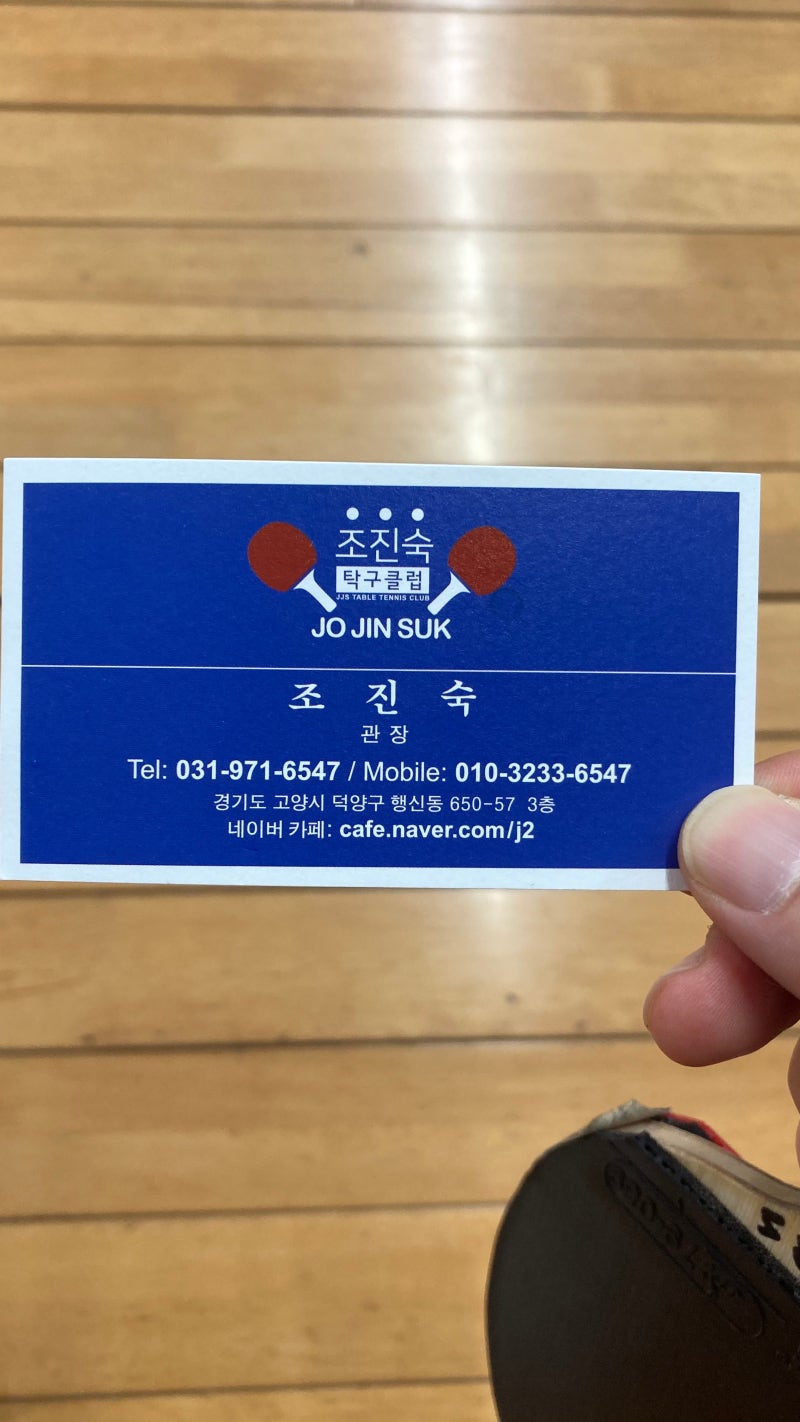 조진숙
탁구클럽
JJS TABLE TENNIS CLUB
JO JIN SUK
조 진 숙
관 장
Tel: 031-971-6547 / Mobile: 010-3233-6547
경기도 고양시 덕양구 행신동 650-57 3층
네이버 카페: cafe.naver.com/j2